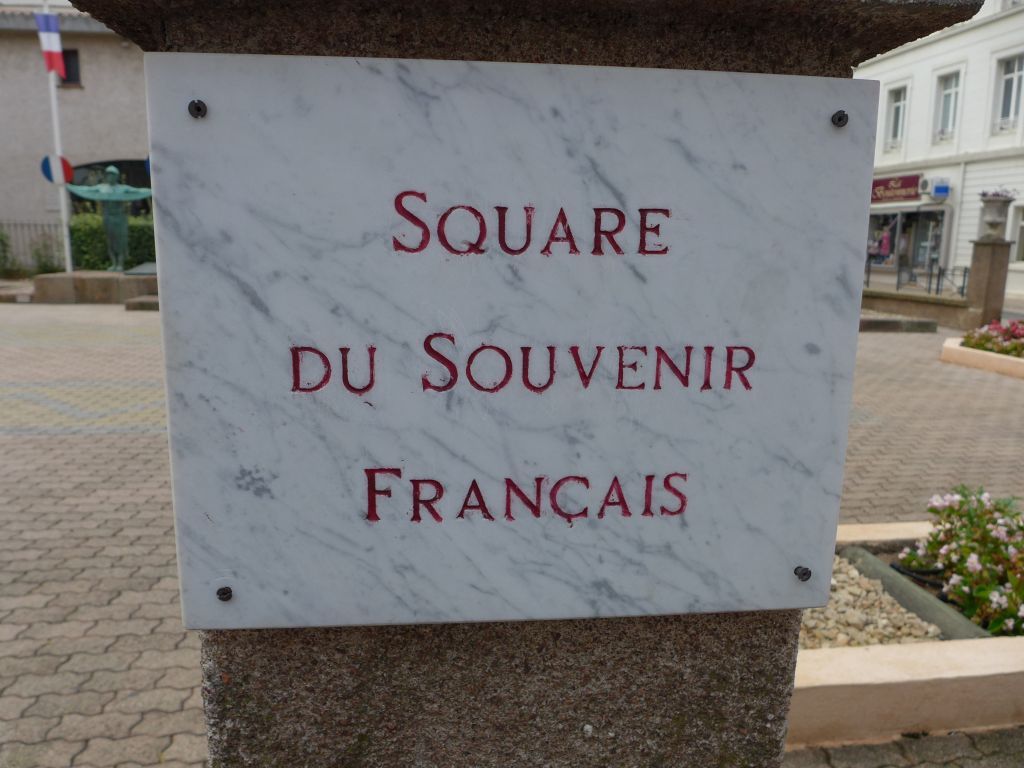 Square
du Souvenir
Français